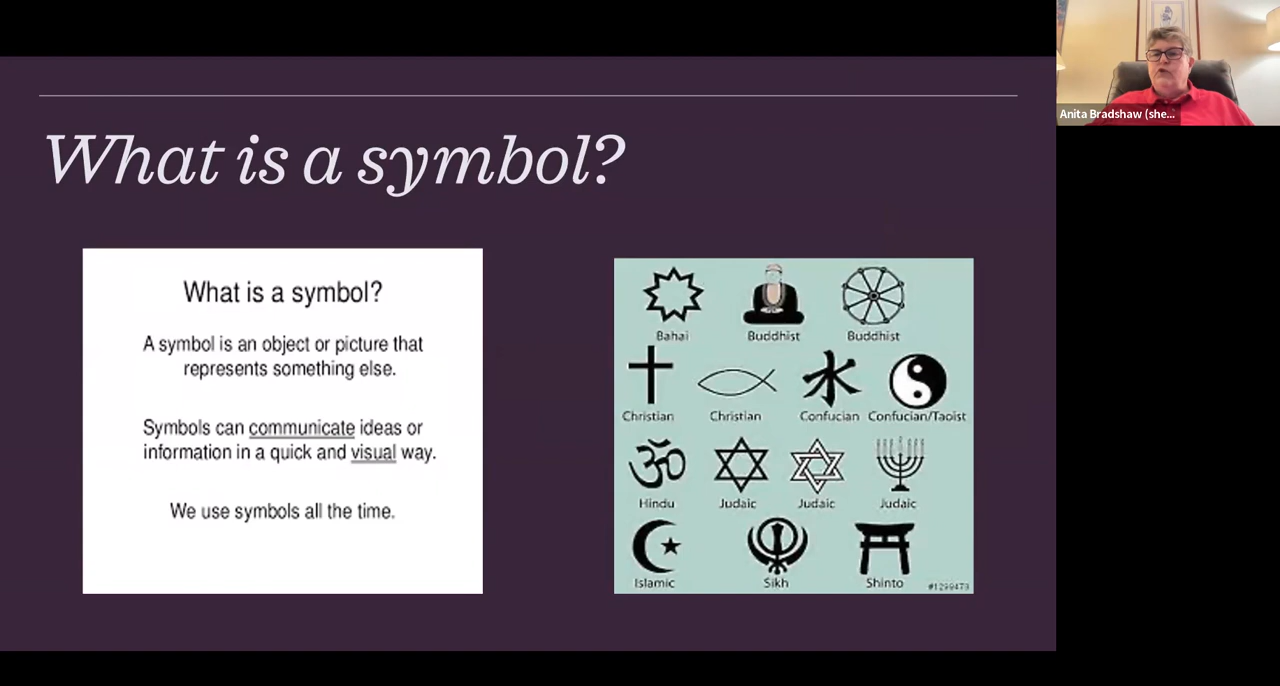 What is a symbol?
What is a symbol?
A symbol is an object or picture that
represents something else.
Symbols can communicate ideas or
information in a quick and visual way.
We use symbols all the time.
Bahai Buddhist Buddhist
Christian Christian Confucian Confucian/Taoist
Hindu Judaic Judaic Judaic
Islamic Sikh Shinto
#1299479
Anita Bradshaw (she...